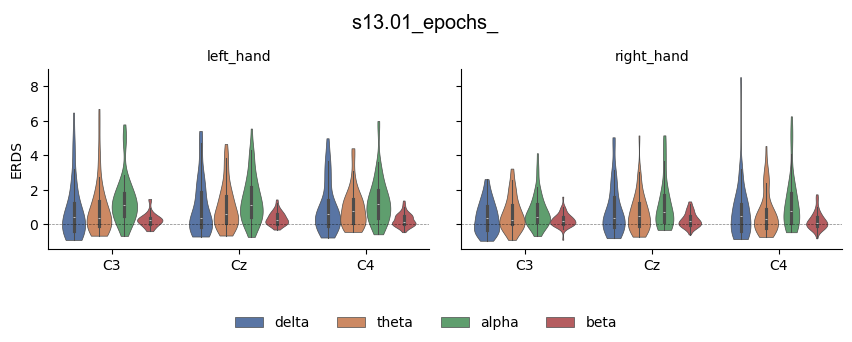 s13.01_epochs_
left_hand
right_hand
ERDS
8
6
4
2
0
C3
Cz
C4
C3
Cz
C4
delta
theta
alpha
beta